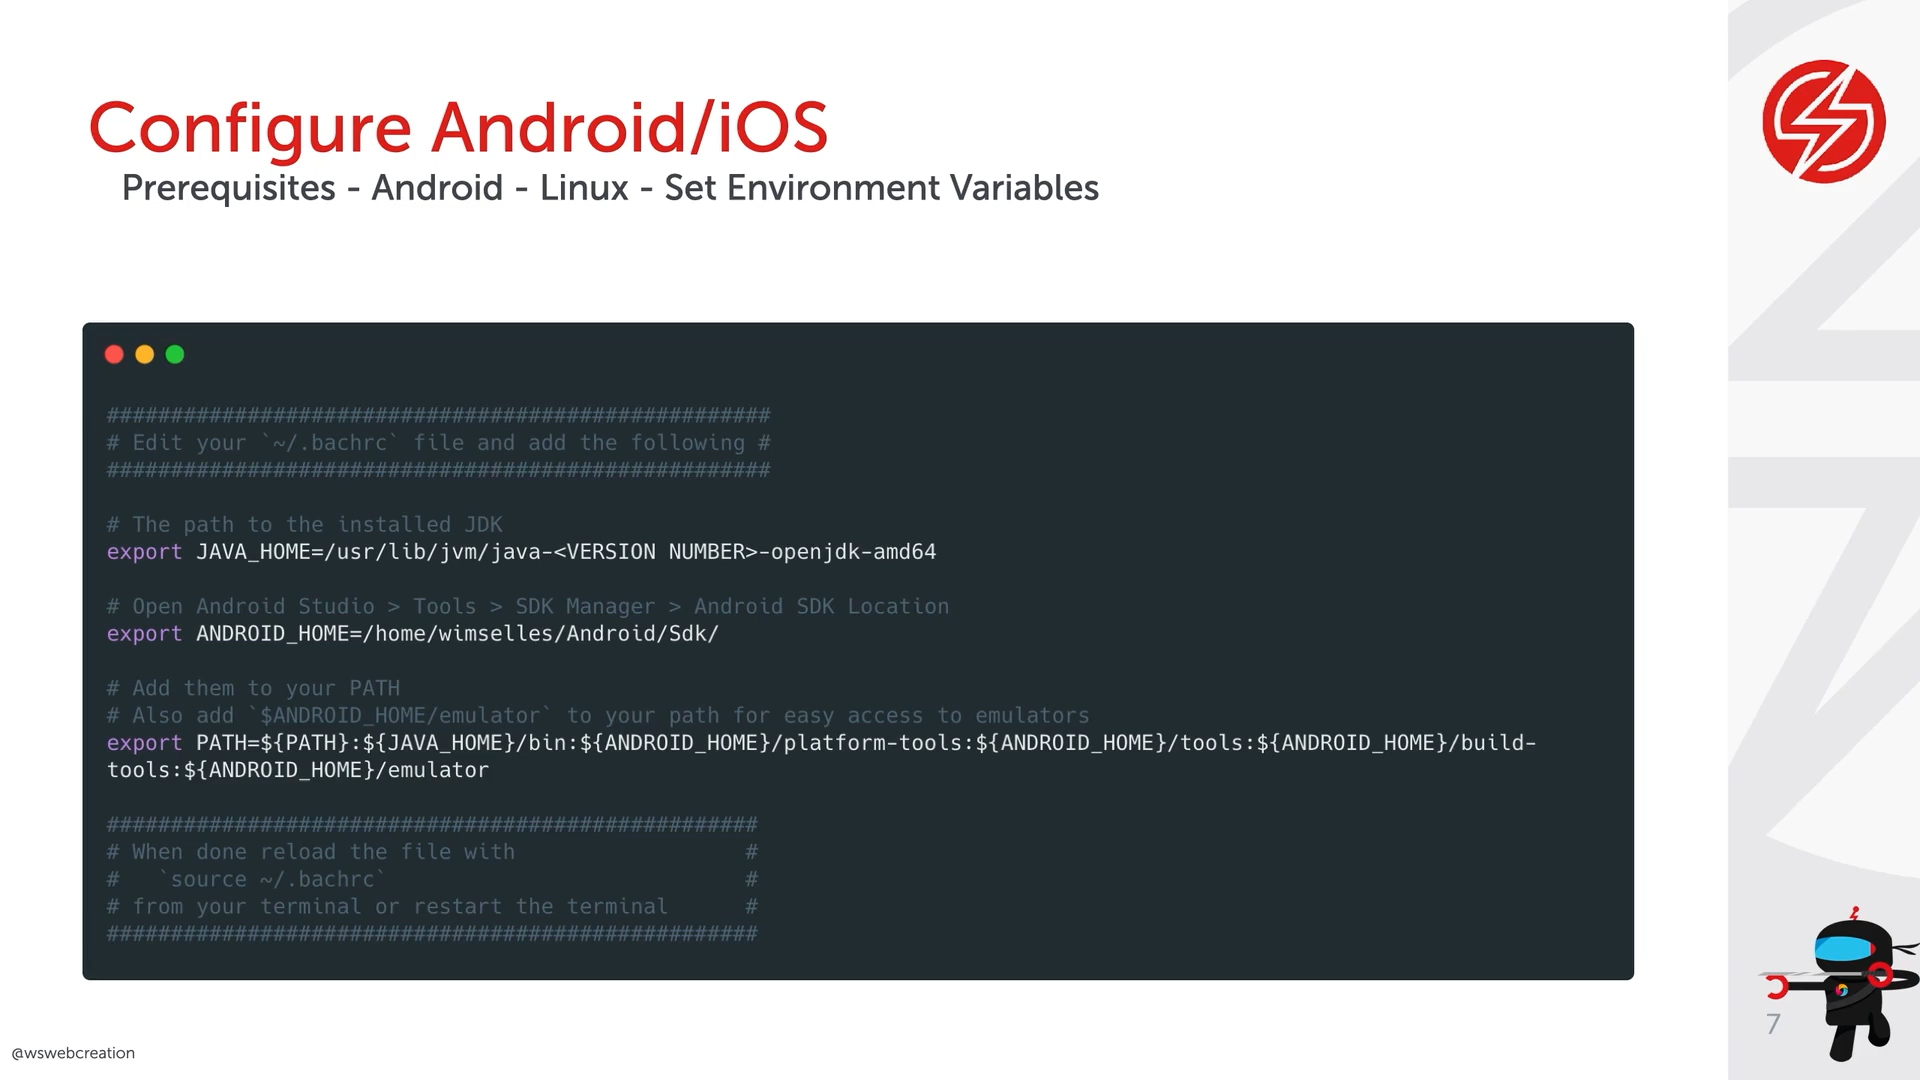 Configure Android/iOS
Prerequisites - Android - Linux - Set Environment Variables
####################################################
# Edit your `~/.bachrc` file and add the following #
####################################################
# The path to the installed JDK
export JAVA_HOME=/usr/lib/jvm/java-<VERSION NUMBER>-openjdk-amd64
# Open Android Studio > Tools > SDK Manager > Android SDK Location
export ANDROID_HOME=/home/wimselles/Android/Sdk/
# Add them to your PATH
# Also add `$ANDROID_HOME/emulator` to your path for easy access to emulators
export PATH=${PATH}:${JAVA_HOME}/bin:${ANDROID_HOME}/platform-tools:${ANDROID_HOME}/tools:${ANDROID_HOME}/build-
tools:${ANDROID_HOME}/emulator
###################################################
# When done reload the file with                  #
#   `source ~/.bachrc`                            #
# from your terminal or restart the terminal      #
###################################################
7
@wswebcreation